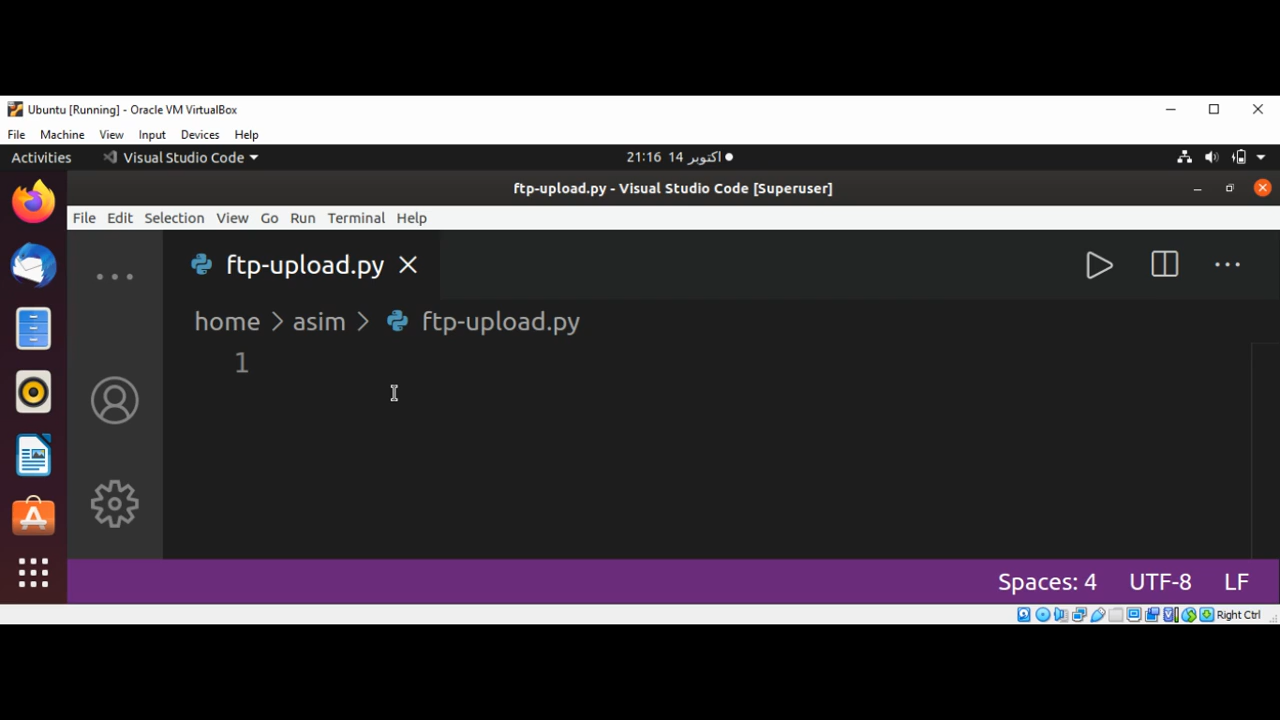 Ubuntu [Running] - Oracle VM VirtualBox
File Machine View Input Devices Help
Activities Visual Studio Code 21:16 14 اکتوبر
ftp-upload.py - Visual Studio Code [Superuser]
File Edit Selection View Go Run Terminal Help
ftp-upload.py
home > asim > ftp-upload.py
1
Spaces: 4 UTF-8 LF
Right Ctrl